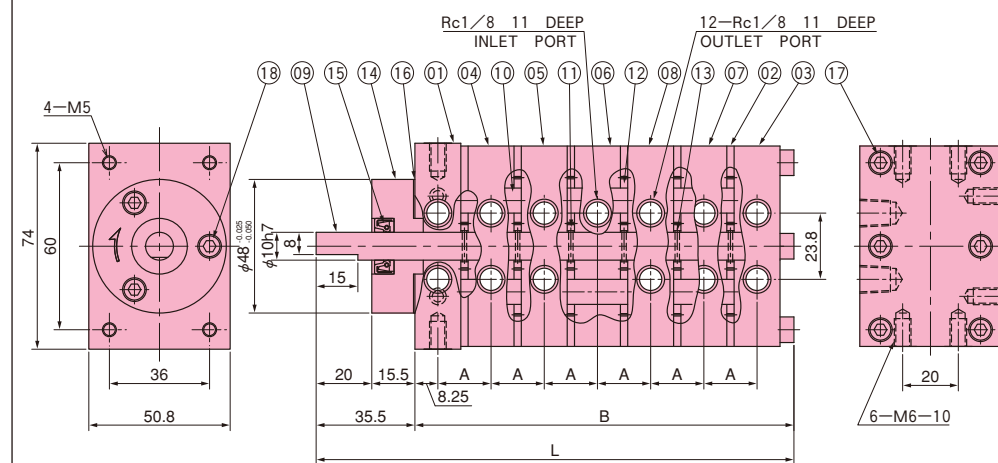 Rc1／8 11 DEEP
INLET PORT
12－Rc1／8 11 DEEP
OUTLET PORT
18 09 15 14 16 01 04 10 05 11 06 12 08 13 07 02 03 17
4－M5
74
60
36
50.8
φ48 -0.025 -0.050
φ10h7
8
15
20
15.5
8.25
35.5
A A A A A A
B
L
23.8
20
6－M6－10